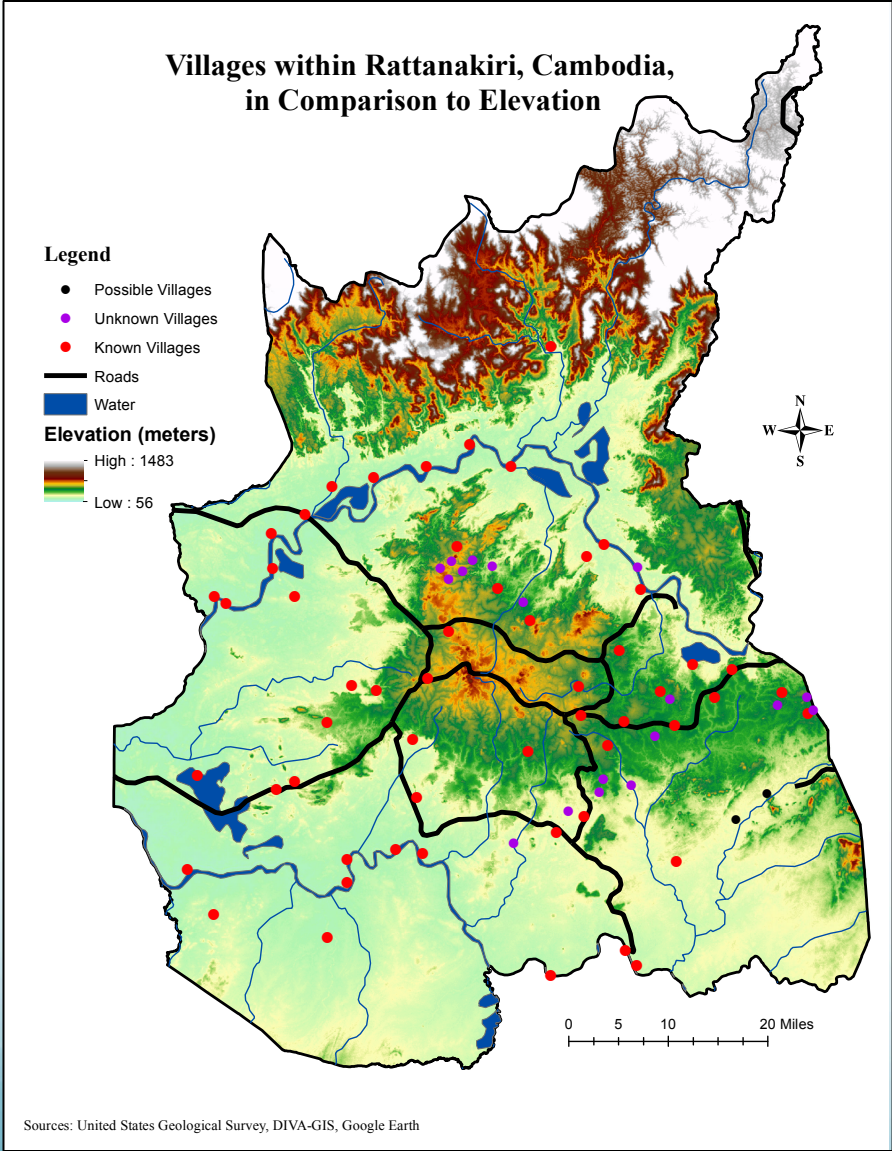 Villages within Rattanakiri, Cambodia,
in Comparison to Elevation
Legend
Possible Villages
Unknown Villages
Known Villages
Roads
Water
Elevation (meters)
High : 1483
Low : 56
N
W E
S
0 5 10 20 Miles
Sources: United States Geological Survey, DIVA-GIS, Google Earth